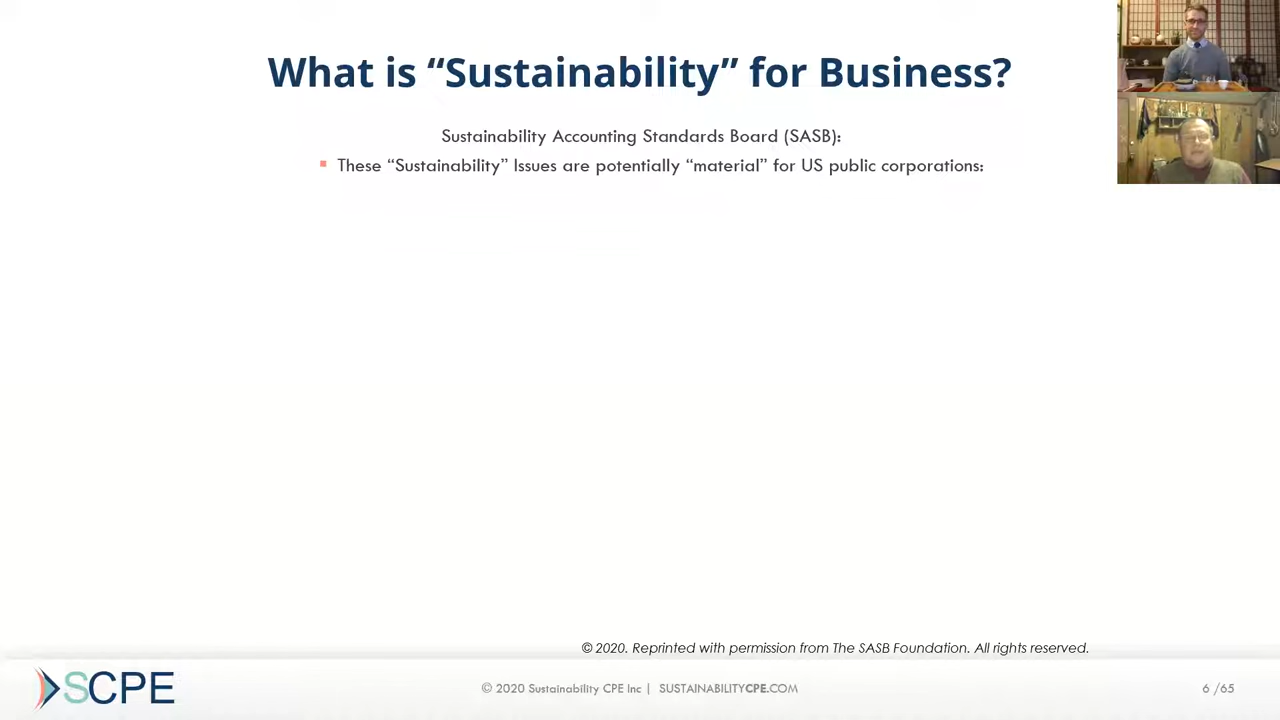 What is “Sustainability” for Business?
Sustainability Accounting Standards Board (SASB):
▪ These “Sustainability” Issues are potentially “material” for US public corporations:
© 2020. Reprinted with permission from The SASB Foundation. All rights reserved.
SCPE
© 2020 Sustainability CPE Inc | SUSTAINABILITYCPE.COM
6 /65